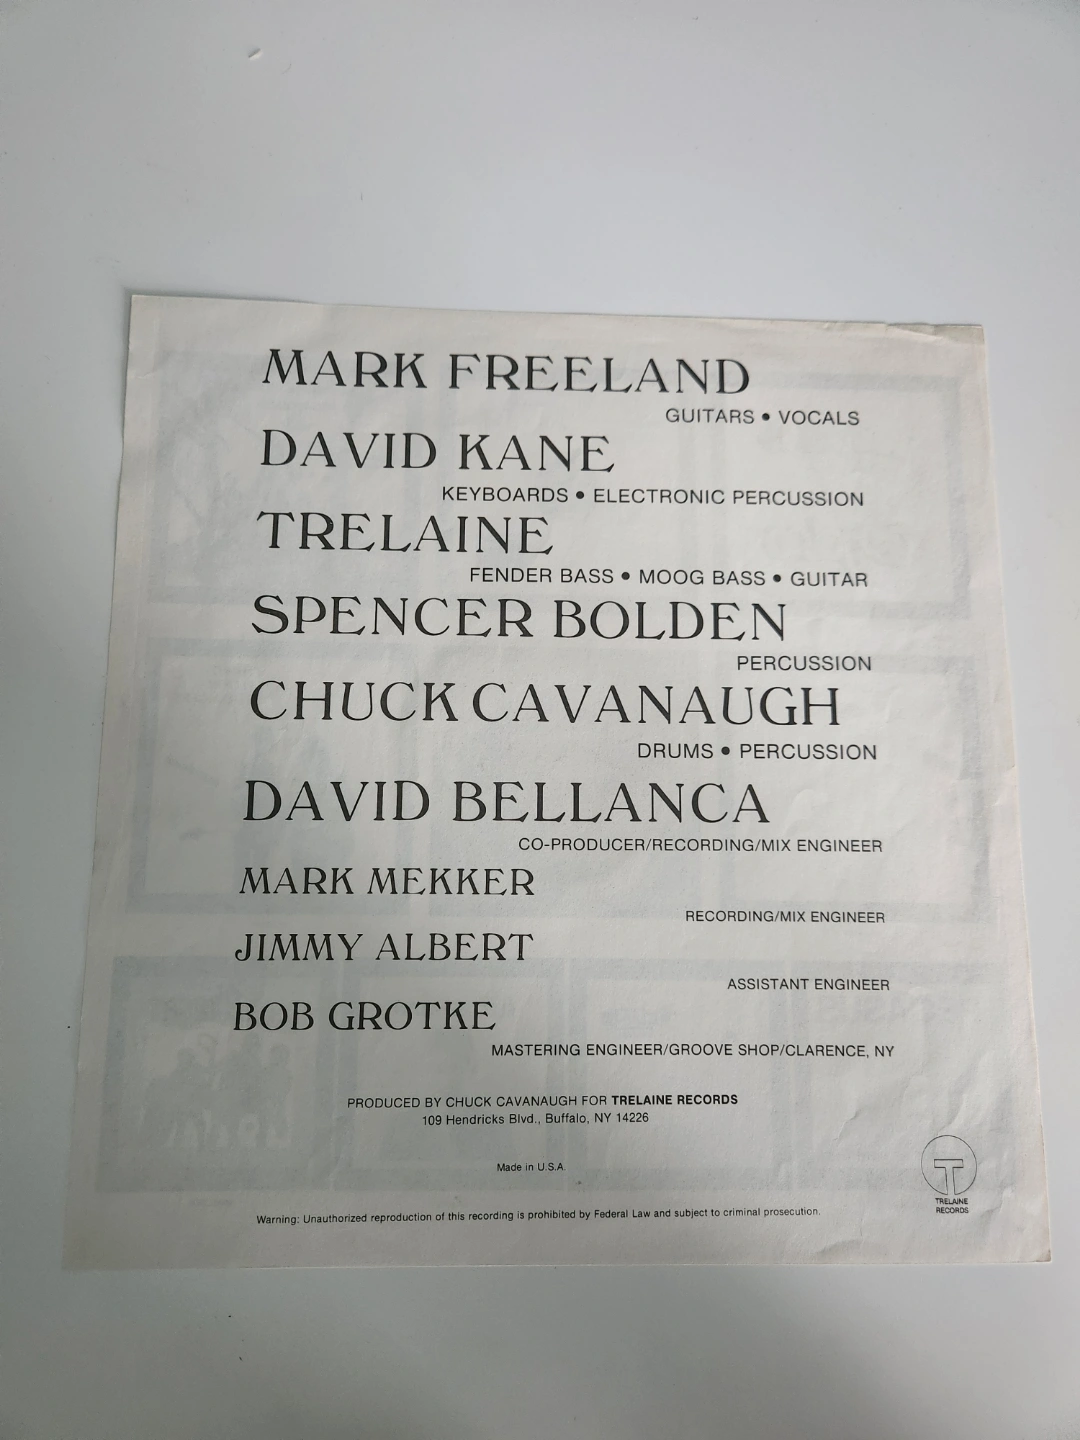 MARK FREELAND
GUITARS • VOCALS
DAVID KANE
KEYBOARDS • ELECTRONIC PERCUSSION
TRELAINE
FENDER BASS • MOOG BASS • GUITAR
SPENCER BOLDEN
PERCUSSION
CHUCK CAVANAUGH
DRUMS • PERCUSSION
DAVID BELLANCA
CO-PRODUCER/RECORDING/MIX ENGINEER
MARK MEKKER
RECORDING/MIX ENGINEER
JIMMY ALBERT
ASSISTANT ENGINEER
BOB GROTKE
MASTERING ENGINEER/GROOVE SHOP/CLARENCE, NY
PRODUCED BY CHUCK CAVANAUGH FOR TRELAINE RECORDS
109 Hendricks Blvd., Buffalo, NY 14226
Made in U.S.A.
T
TRELAINE
RECORDS
Warning: Unauthorized reproduction of this recording is prohibited by Federal Law and subject to criminal prosecution.